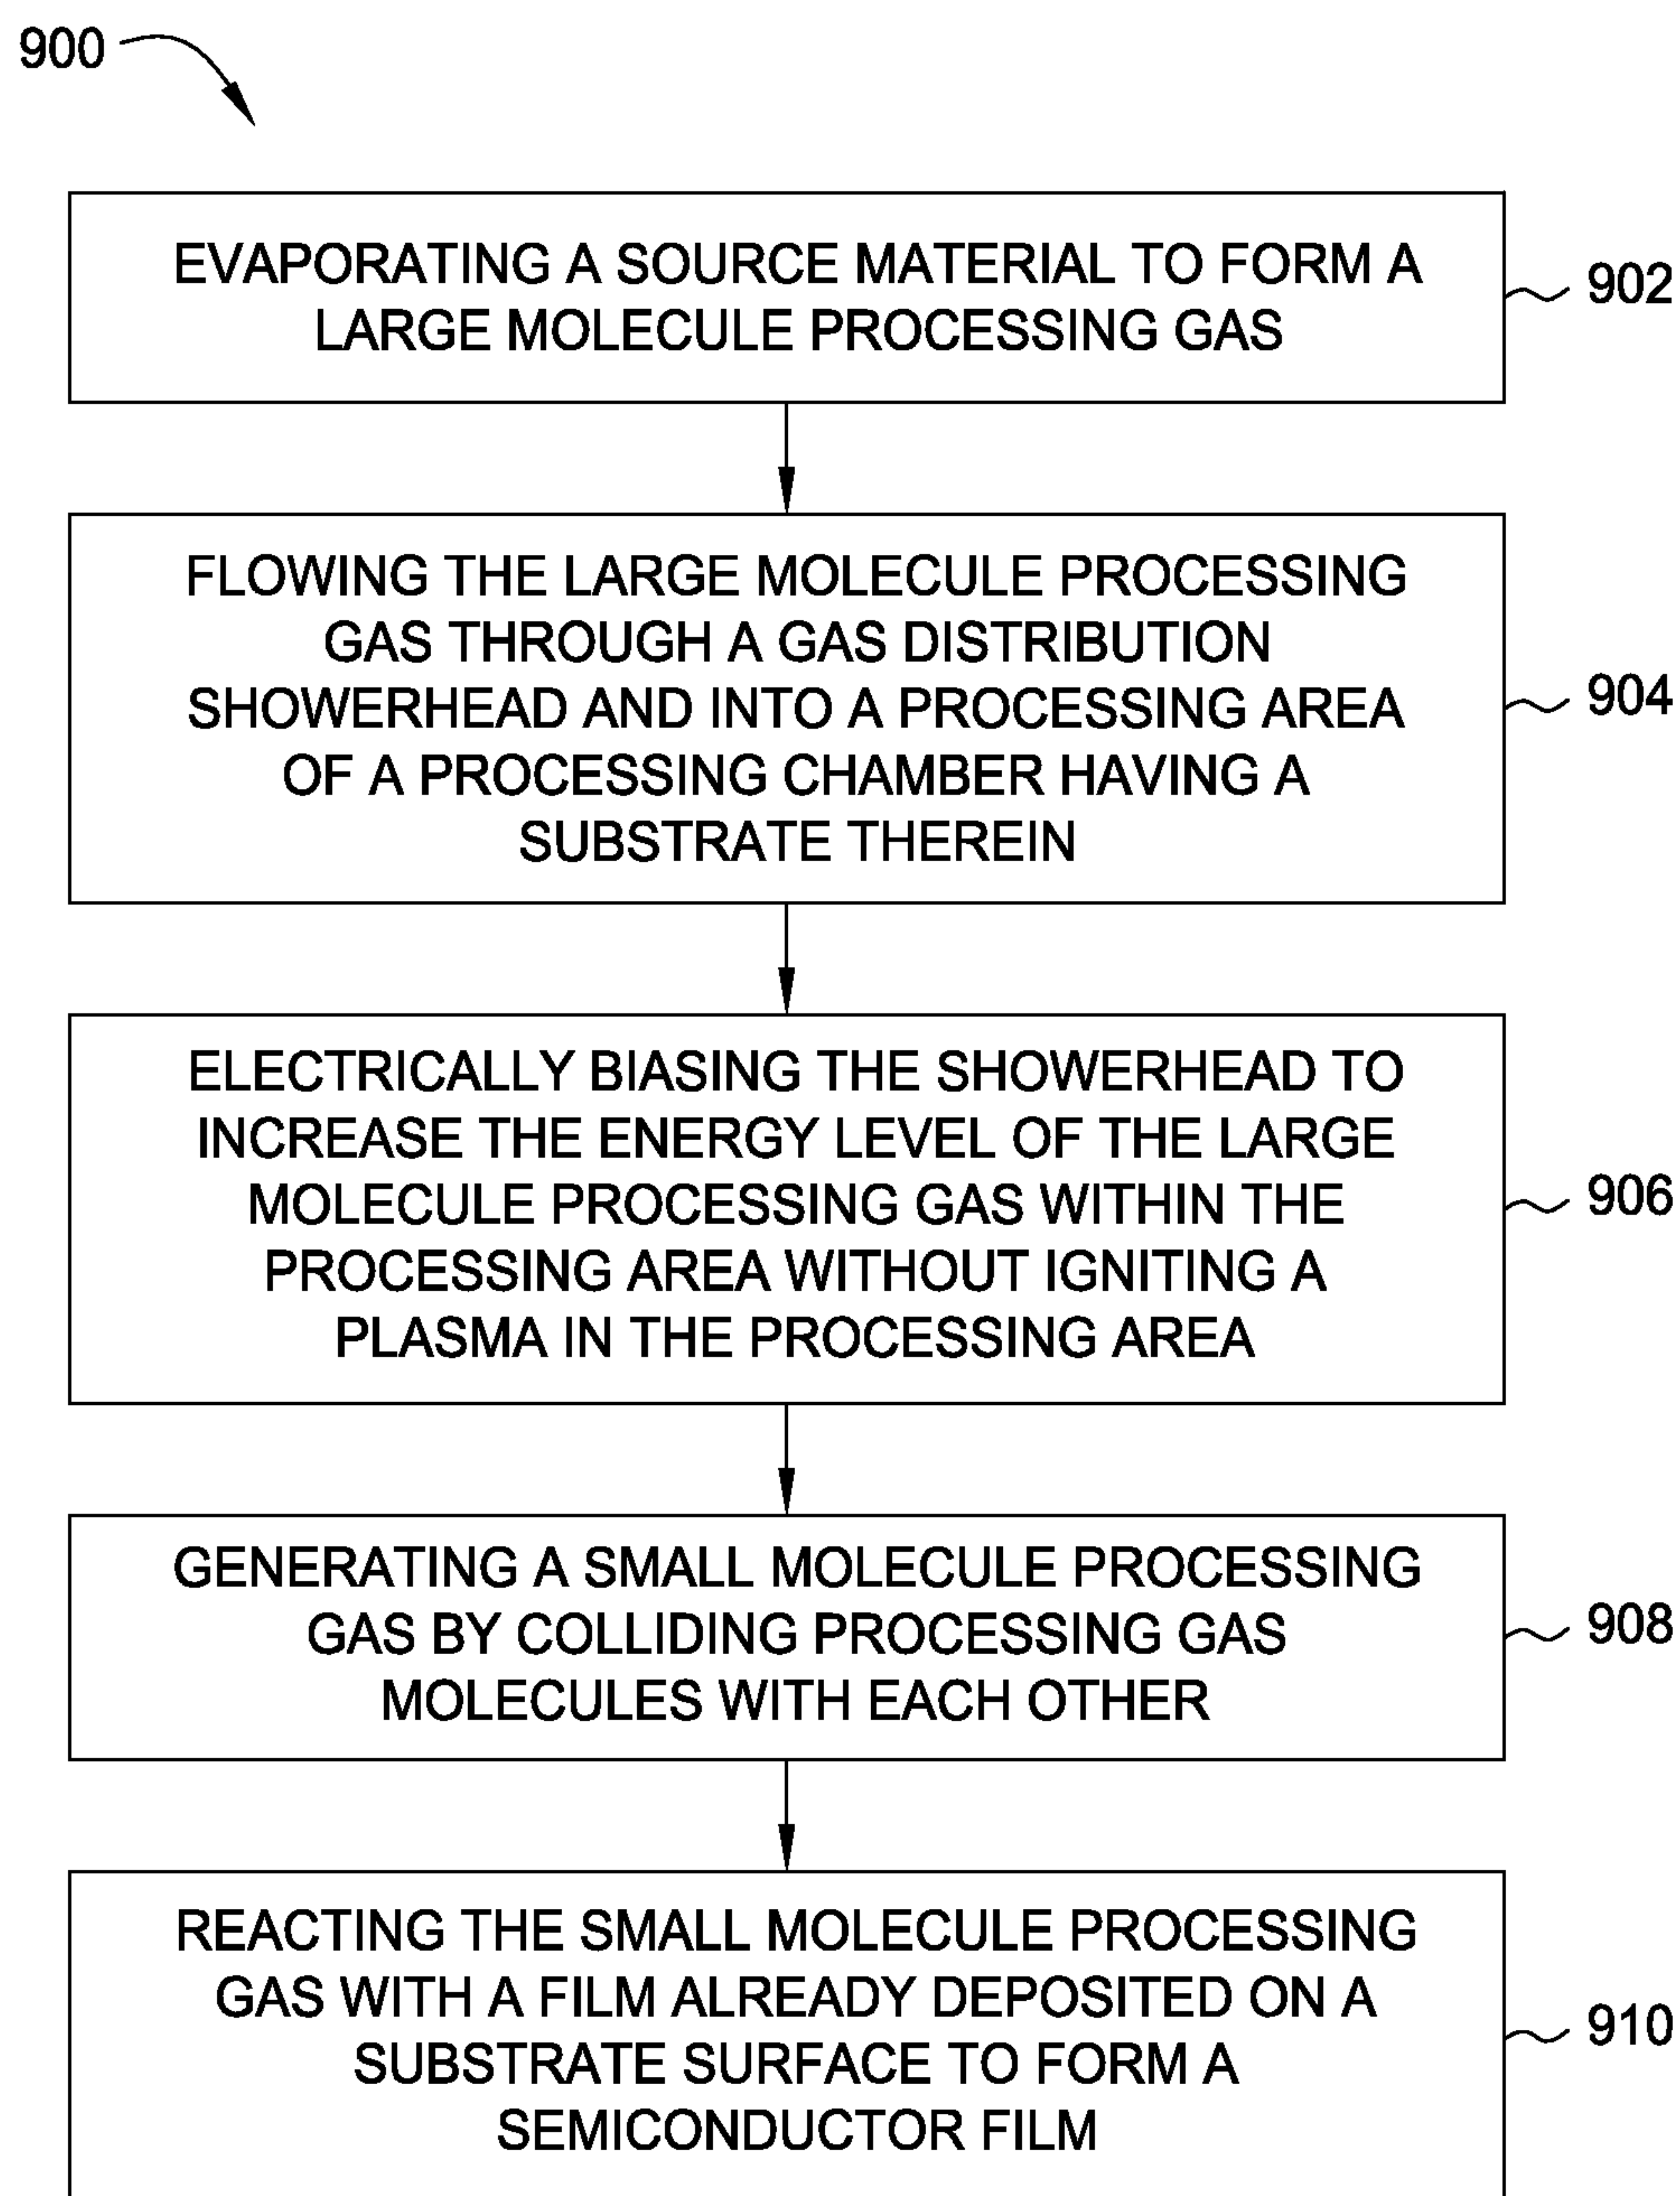 900
EVAPORATING A SOURCE MATERIAL TO FORM A
LARGE MOLECULE PROCESSING GAS
902
FLOWING THE LARGE MOLECULE PROCESSING
GAS THROUGH A GAS DISTRIBUTION
SHOWERHEAD AND INTO A PROCESSING AREA
OF A PROCESSING CHAMBER HAVING A
SUBSTRATE THEREIN
904
ELECTRICALLY BIASING THE SHOWERHEAD TO
INCREASE THE ENERGY LEVEL OF THE LARGE
MOLECULE PROCESSING GAS WITHIN THE
PROCESSING AREA WITHOUT IGNITING A
PLASMA IN THE PROCESSING AREA
906
GENERATING A SMALL MOLECULE PROCESSING
GAS BY COLLIDING PROCESSING GAS
MOLECULES WITH EACH OTHER
908
REACTING THE SMALL MOLECULE PROCESSING
GAS WITH A FILM ALREADY DEPOSITED ON A
SUBSTRATE SURFACE TO FORM A
SEMICONDUCTOR FILM
910